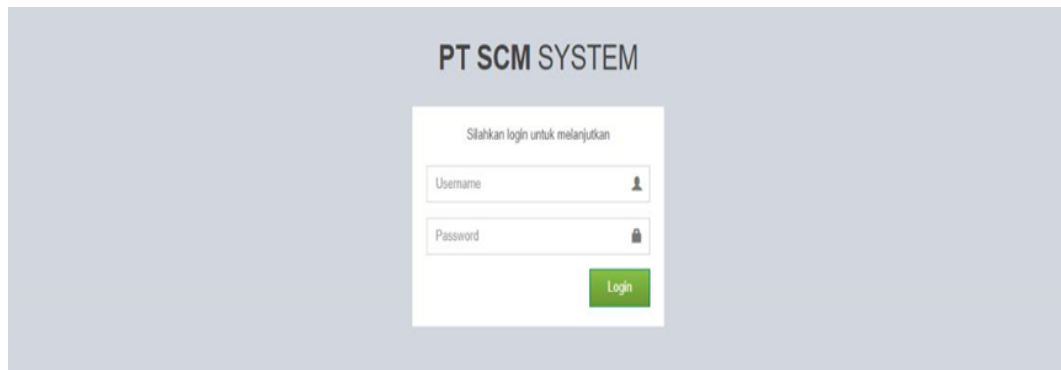 PT SCM SYSTEM
Silahkan login untuk melanjutkan
Username
Password
Login